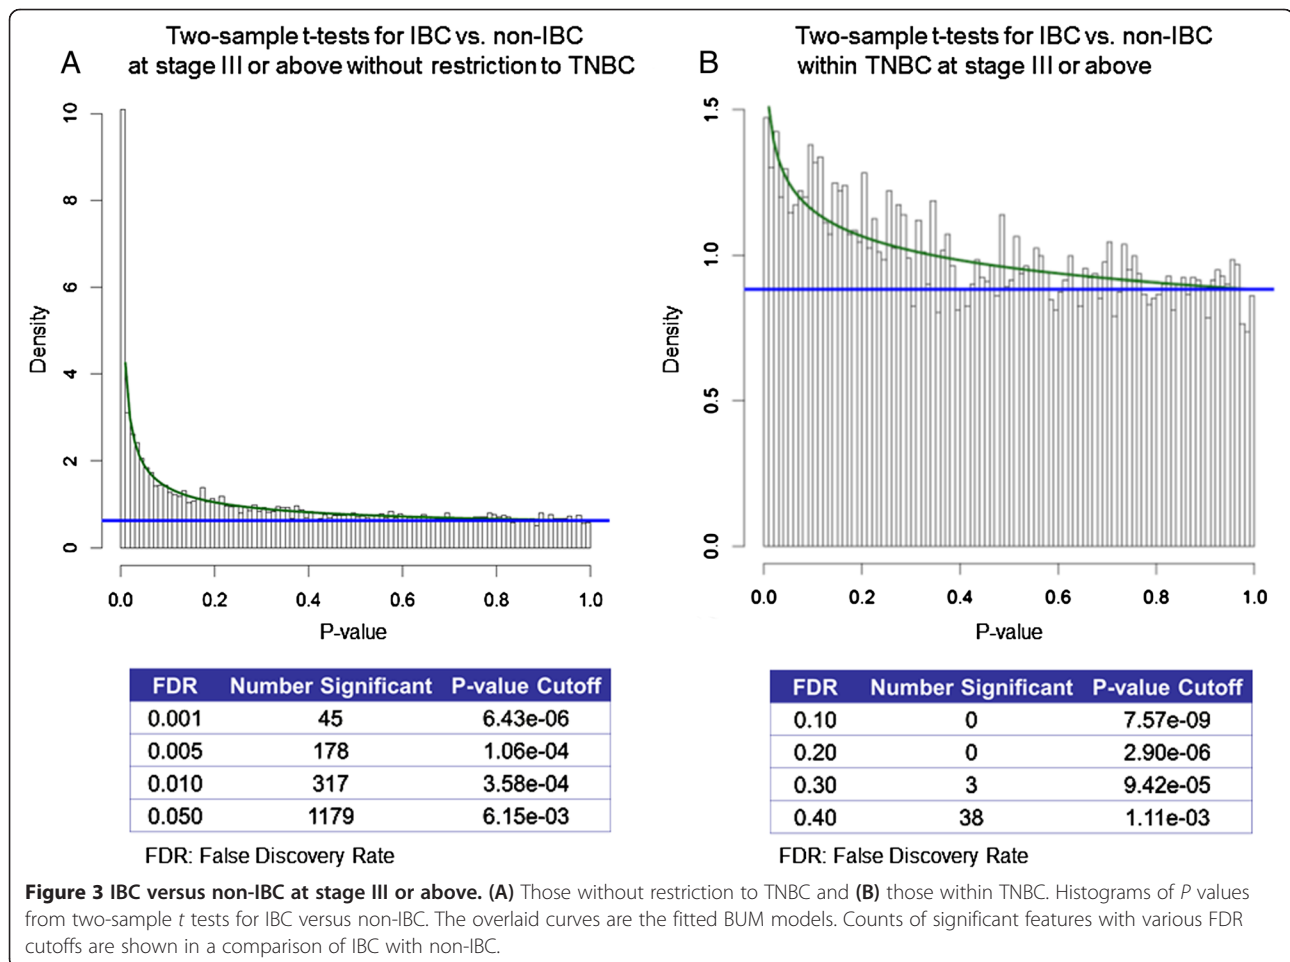 Two-sample t-tests for IBC vs. non-IBC
A at stage III or above without restriction to TNBC
10
8
6
4
2
0
Density
0.0 0.2 0.4 0.6 0.8 1.0
P-value
FDR Number Significant P-value Cutoff
0.001 45 6.43e-06
0.005 178 1.06e-04
0.010 317 3.58e-04
0.050 1179 6.15e-03
FDR: False Discovery Rate
Two-sample t-tests for IBC vs. non-IBC
B within TNBC at stage III or above
1.5
1.0
0.5
0.0
Density
0.0 0.2 0.4 0.6 0.8 1.0
P-value
FDR Number Significant P-value Cutoff
0.10 0 7.57e-09
0.20 0 2.90e-06
0.30 3 9.42e-05
0.40 38 1.11e-03
FDR: False Discovery Rate
Figure 3 IBC versus non-IBC at stage III or above. (A) Those without restriction to TNBC and (B) those within TNBC. Histograms of P values
from two-sample t tests for IBC versus non-IBC. The overlaid curves are the fitted BUM models. Counts of significant features with various FDR
cutoffs are shown in a comparison of IBC with non-IBC.